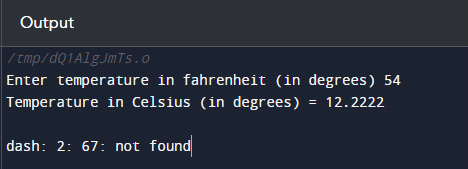 Output
/tmp/dQ1AlgJmTs.o
Enter temperature in fahrenheit (in degrees) 54
Temperature in Celsius (in degrees) = 12.2222
dash: 2: 67: not found